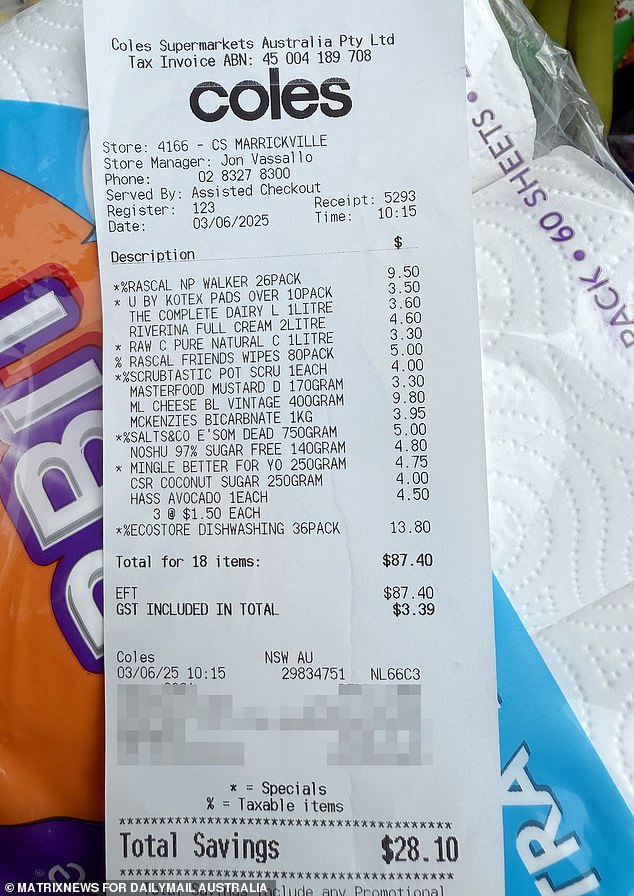 Coles Supermarkets Australia Pty Ltd
Tax Invoice ABN: 45 004 189 708
coles
Store: 4166 - CS MARRICKVILLE
Store Manager: Jon Vassallo
Phone: 02 8327 8300
Served By: Assisted Checkout
Register: 123 Receipt: 5293
Date: 03/06/2025 Time: 10:15
Description $
*%RASCAL NP WALKER 26PACK 9.50
* U BY KOTEX PADS OVER 10PACK 3.50
THE COMPLETE DAIRY L 1LITRE 3.60
RIVERINA FULL CREAM 2LITRE 4.60
* RAW C PURE NATURAL C 1LITRE 3.30
% RASCAL FRIENDS WIPES 80PACK 5.00
*%SCRUBTASTIC POT SCRU 1EACH 4.00
MASTERFOOD MUSTARD D 170GRAM 3.30
ML CHEESE BL VINTAGE 400GRAM 9.80
MCKENZIES BICARBNATE 1KG 3.95
*%SALTS&CO E'SOM DEAD 750GRAM 5.00
NOSHU 97% SUGAR FREE 140GRAM 4.80
* MINGLE BETTER FOR YO 250GRAM 4.75
CSR COCONUT SUGAR 250GRAM 4.00
HASS AVOCADO 1EACH 4.50
3 @ $1.50 EACH
*%ECOSTORE DISHWASHING 36PACK 13.80
Total for 18 items: $87.40
EFT $87.40
GST INCLUDED IN TOTAL $3.39
Coles NSW AU
03/06/25 10:15 29834751 NL66C3
* = Specials
% = Taxable items
Total Savings $28.10
include any Promotional
PACK • 60 SHEETS •
© MATRIXNEWS FOR DAILYMAIL AUSTRALIA